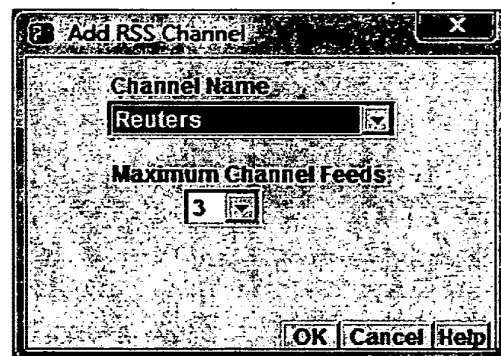 Add RSS Channel
Channel Name
Reuters
Maximum Channel Feeds
3
OK Cancel Help